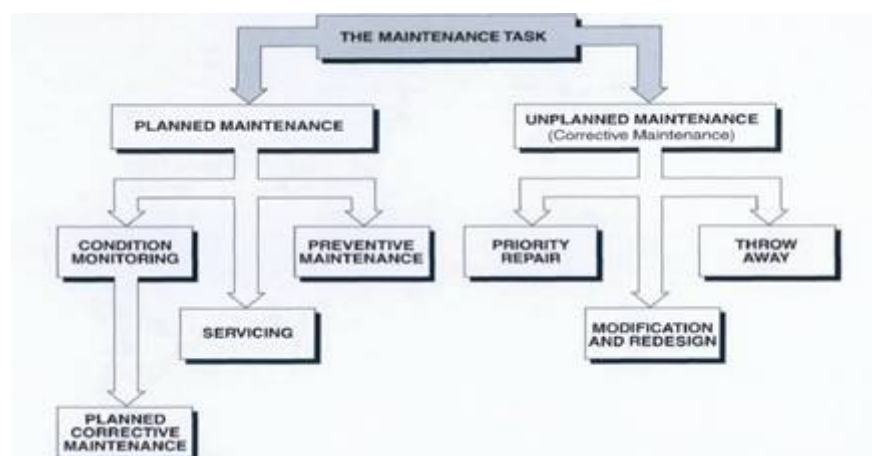 THE MAINTENANCE TASK
PLANNED MAINTENANCE
UNPLANNED MAINTENANCE
(Corrective Maintenance)
CONDITION
MONITORING
PREVENTIVE
MAINTENANCE
PRIORITY
REPAIR
THROW
AWAY
SERVICING
MODIFICATION
AND REDESIGN
PLANNED
CORRECTIVE
MAINTENANCE